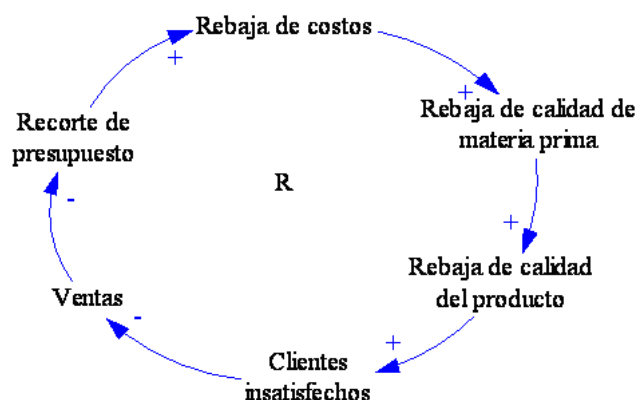 Rebaja de costos
+
+
Rebaja de calidad de
materia prima
+
Rebaja de calidad
del producto
+
Clientes
insatisfechos
-
Ventas
-
Recorte de
presupuesto
R